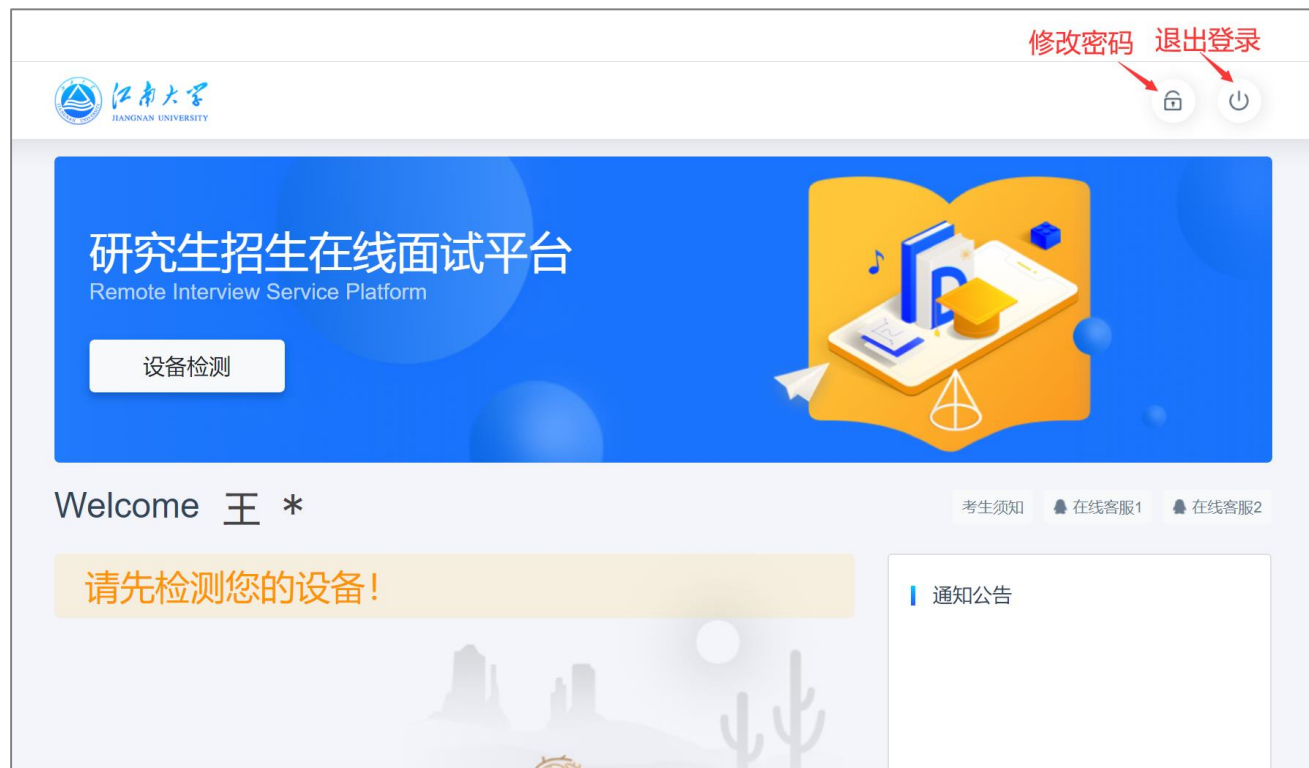 修改密码 退出登录
江南大学
JIANGNAN UNIVERSITY
研究生招生在线面试平台
Remote Interview Service Platform
设备检测
Welcome 王 *
考生须知 在线客服1 在线客服2
请先检测您的设备！
通知公告